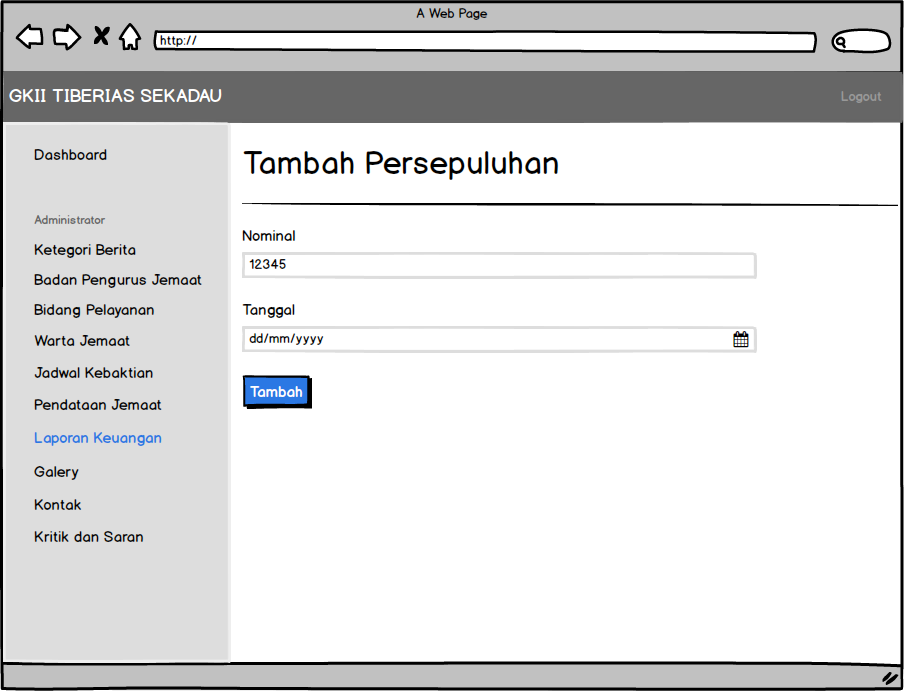 A Web Page
http://
GKII TIBERIAS SEKADAU
Logout
Dashboard
Administrator
Ketegori Berita
Badan Pengurus Jemaat
Bidang Pelayanan
Warta Jemaat
Jadwal Kebaktian
Pendataan Jemaat
Laporan Keuangan
Galery
Kontak
Kritik dan Saran
Tambah Persepuluhan
Nominal
12345
Tanggal
dd/mm/yyyy
Tambah